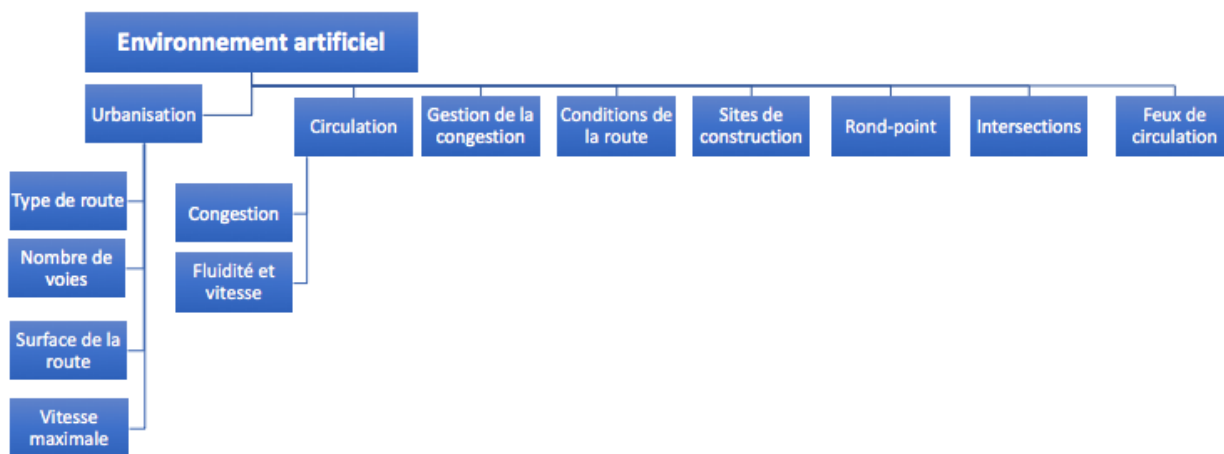 Environnement artificiel
Urbanisation
Circulation
Gestion de la
congestion
Conditions de
la route
Sites de
construction
Rond-point
Intersections
Feux de
circulation
Type de route
Nombre de
voies
Surface de la
route
Vitesse
maximale
Congestion
Fluidité et
vitesse